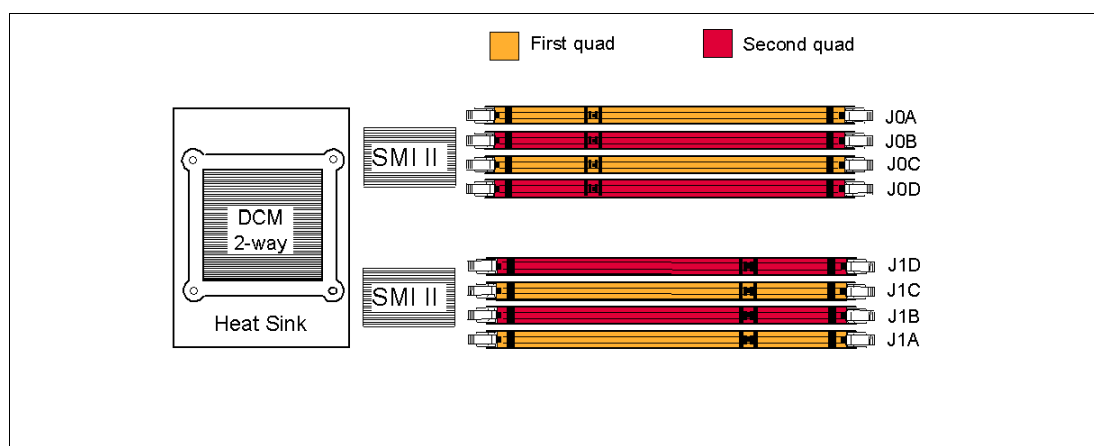 First quad
Second quad
J0A
J0B
J0C
J0D
SMI II
DCM
2-way
Heat Sink
SMI II
J1D
J1C
J1B
J1A